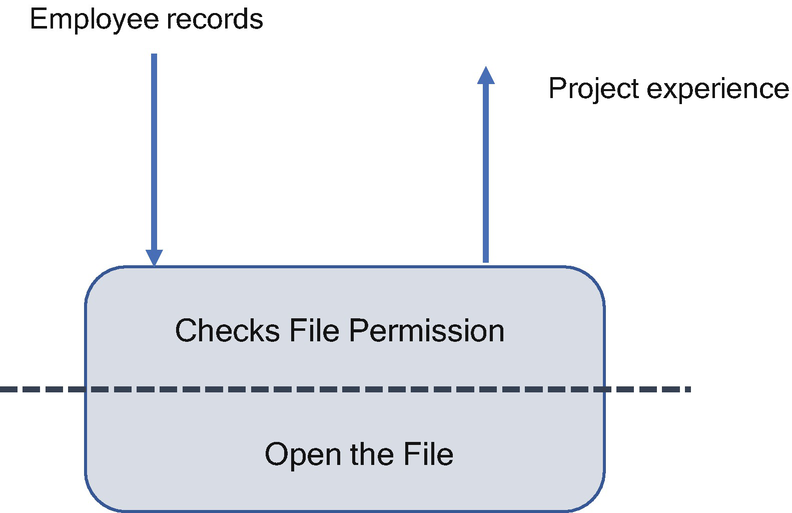 Employee records
Project experience
Checks File Permission
Open the File